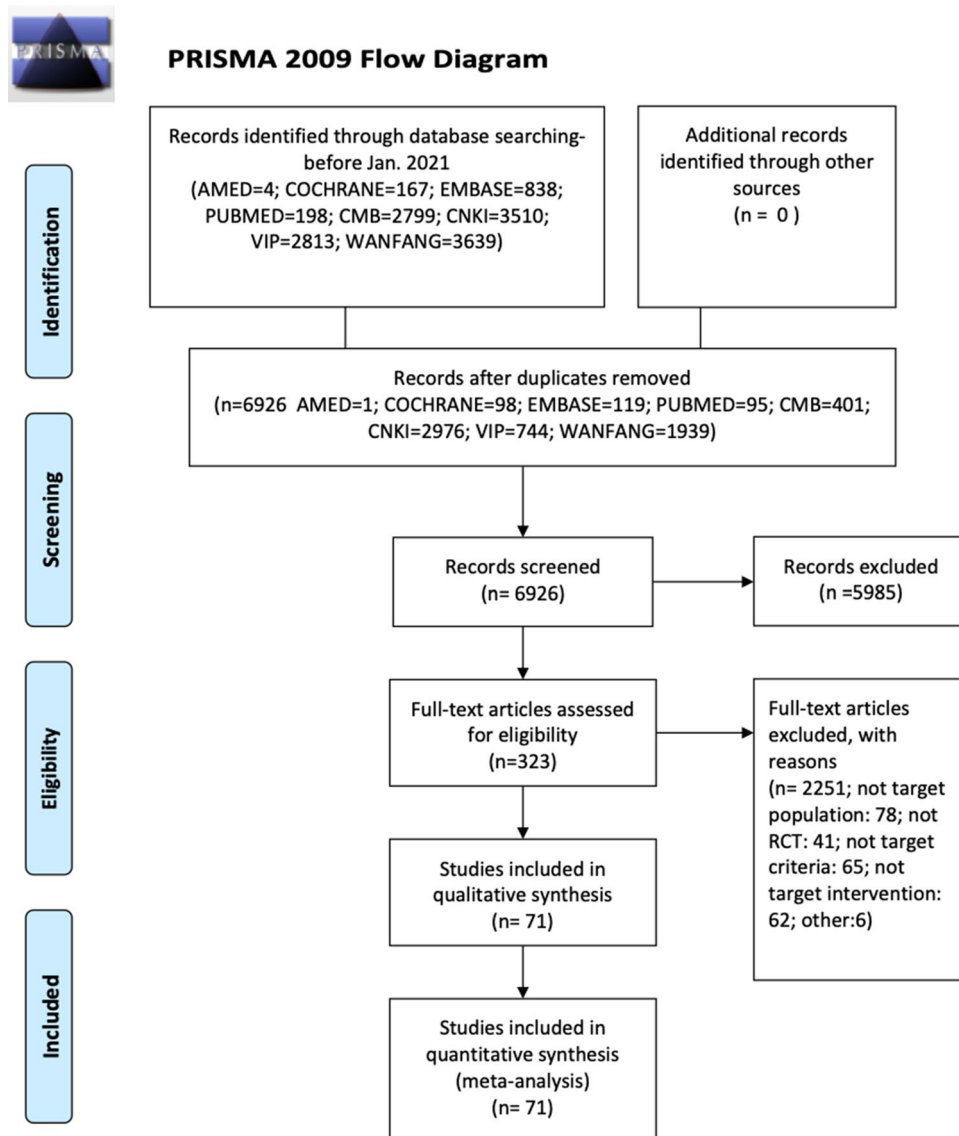 PRISMA
PRISMA 2009 Flow Diagram
Identification
Records identified through database searching-
before Jan. 2021
(AMED=4; COCHRANE=167; EMBASE=838;
PUBMED=198; CMB=2799; CNKI=3510;
VIP=2813; WANFANG=3639)
Additional records
identified through other
sources
(n = 0 )
Records after duplicates removed
(n=6926 AMED=1; COCHRANE=98; EMBASE=119; PUBMED=95; CMB=401;
CNKI=2976; VIP=744; WANFANG=1939)
Screening
Records screened
(n= 6926)
Records excluded
(n =5985)
Eligibility
Full-text articles assessed
for eligibility
(n=323)
Full-text articles
excluded, with
reasons
(n= 2251; not target
population: 78; not
RCT: 41; not target
criteria: 65; not
target intervention:
62; other:6)
Studies included in
qualitative synthesis
(n= 71)
Included
Studies included in
quantitative synthesis
(meta-analysis)
(n= 71)